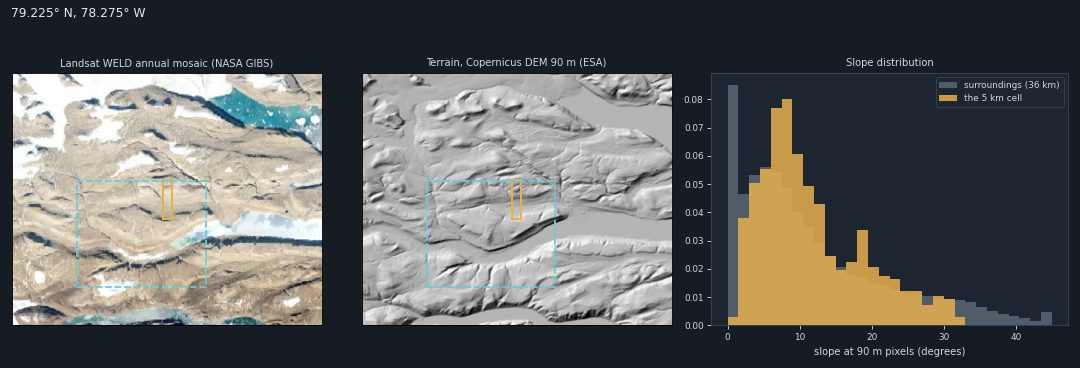 79.225° N, 78.275° W
Landsat WELD annual mosaic (NASA GIBS)
Terrain, Copernicus DEM 90 m (ESA)
Slope distribution
surroundings (36 km)
the 5 km cell
0.08
0.07
0.06
0.05
0.04
0.03
0.02
0.01
0.00
0
10
20
30
40
slope at 90 m pixels (degrees)